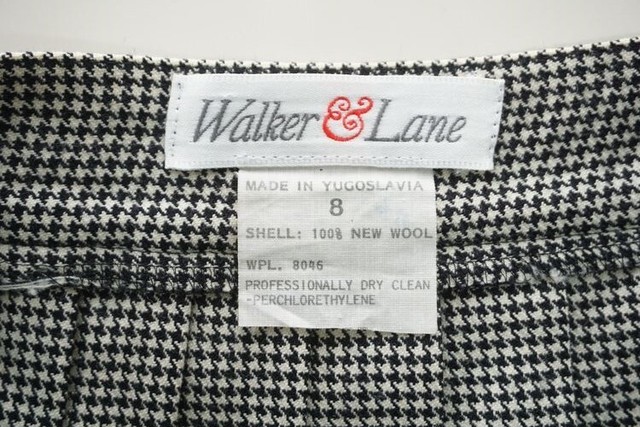 Walker & Lane
MADE IN YUGOSLAVIA
8
SHELL: 100% NEW WOOL
WPL. 8046
PROFESSIONALLY DRY CLEAN
-PERCHLORETHYLENE